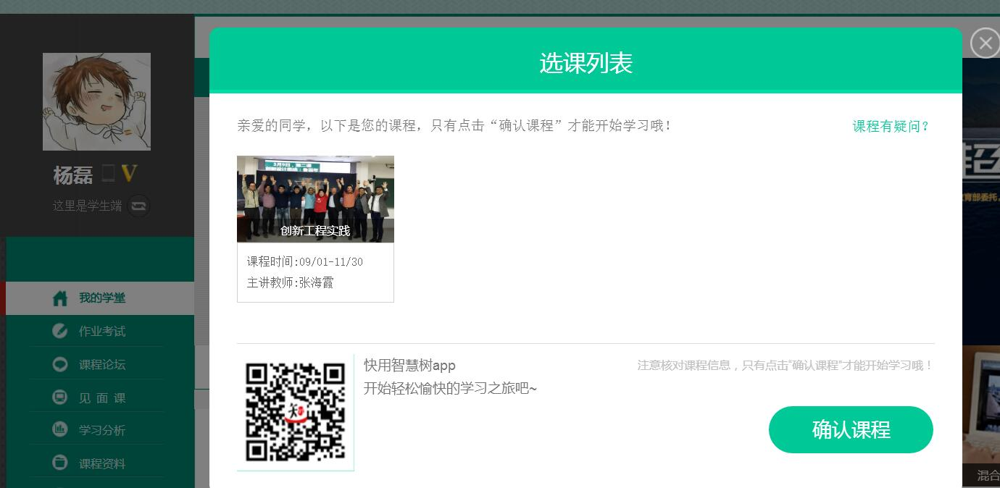 选课列表
杨磊
这里是学生端
我的学堂
作业考试
课程论坛
见面课
学习分析
课程资料
亲爱的同学，以下是您的课程，只有点击“确认课程”才能开始学习哦！
课程有疑问？
创新工程实践
课程时间:09/01-11/30
主讲教师:张海霞
快用智慧树app
开始轻松愉快的学习之旅吧~
注意核对课程信息，只有点击“确认课程”才能开始学习哦！
确认课程
育部委托,
混合